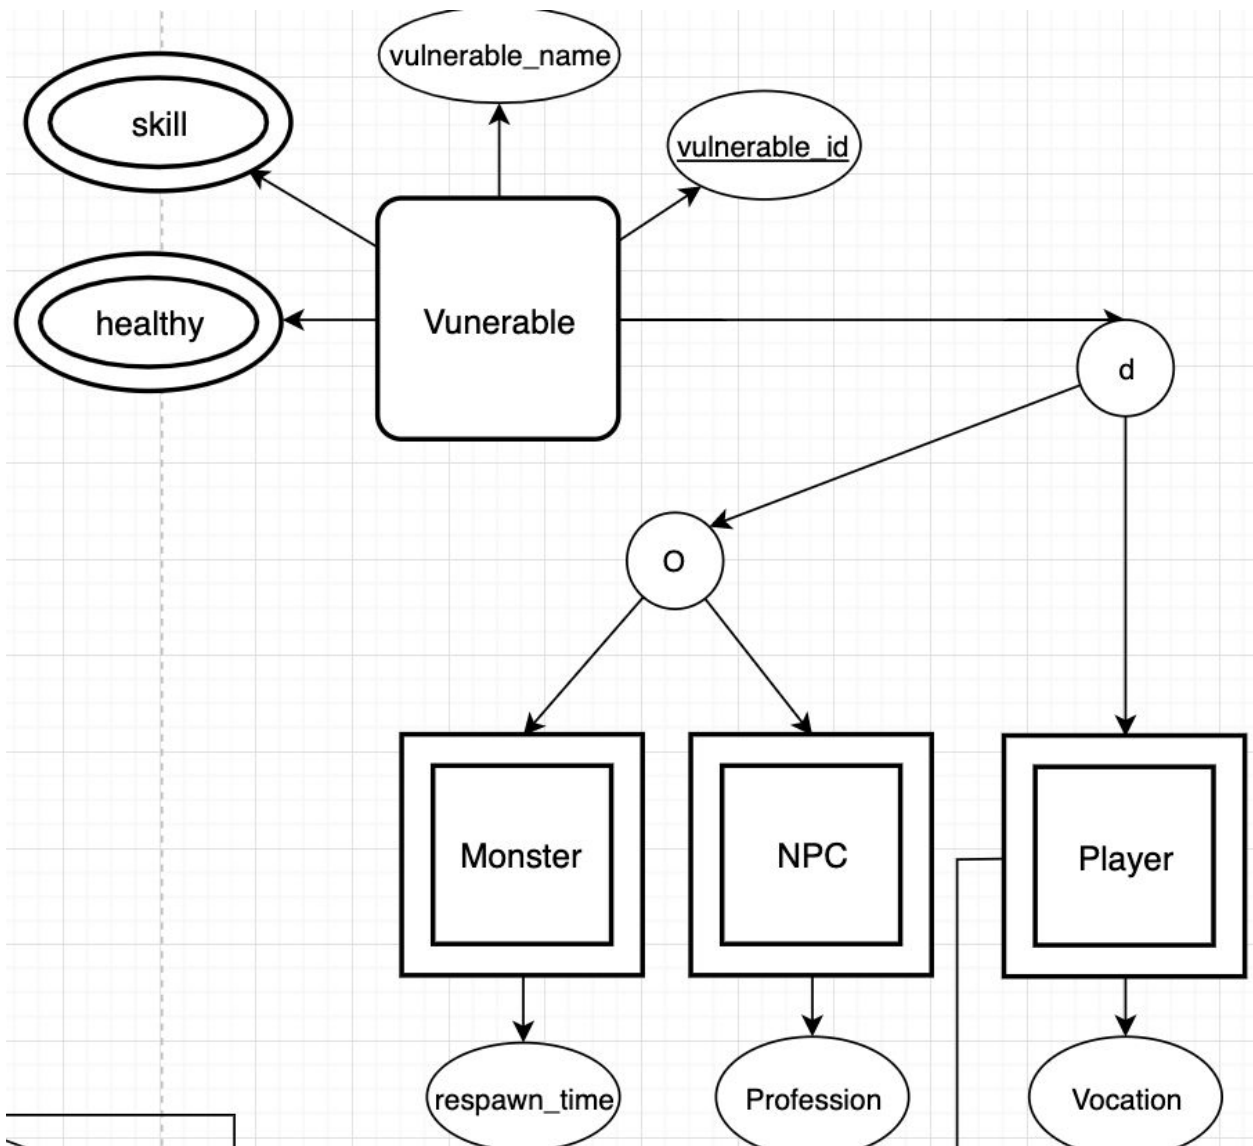 vulnerable_name
skill
vulnerable_id
healthy
Vunerable
d
O
Monster
NPC
Player
respawn_time
Profession
Vocation